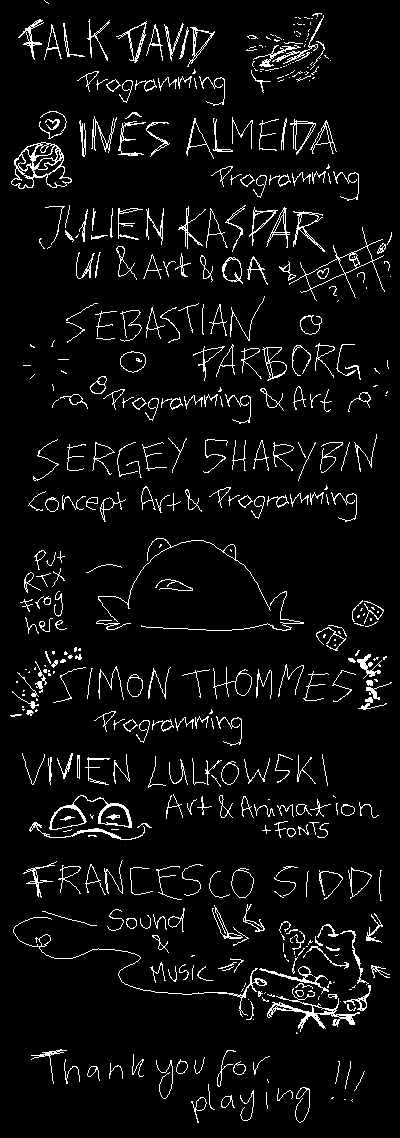 FALK DAVID
Programming
INÊS ALMEIDA
Programming
JULIEN KASPAR
UI & Art & QA
? ? ?
SEBASTIAN
PARBORG
Programming & Art
SERGEY SHARYBIN
Concept Art & Programming
Put
RTX
Frog
here
SIMON THOMMES
Programming
VIVIEN LULKOWSKI
Art & Animation
+ FONTS
FRANCESCO SIDDI
Sound
&
Music
Thank you for
playing !!!